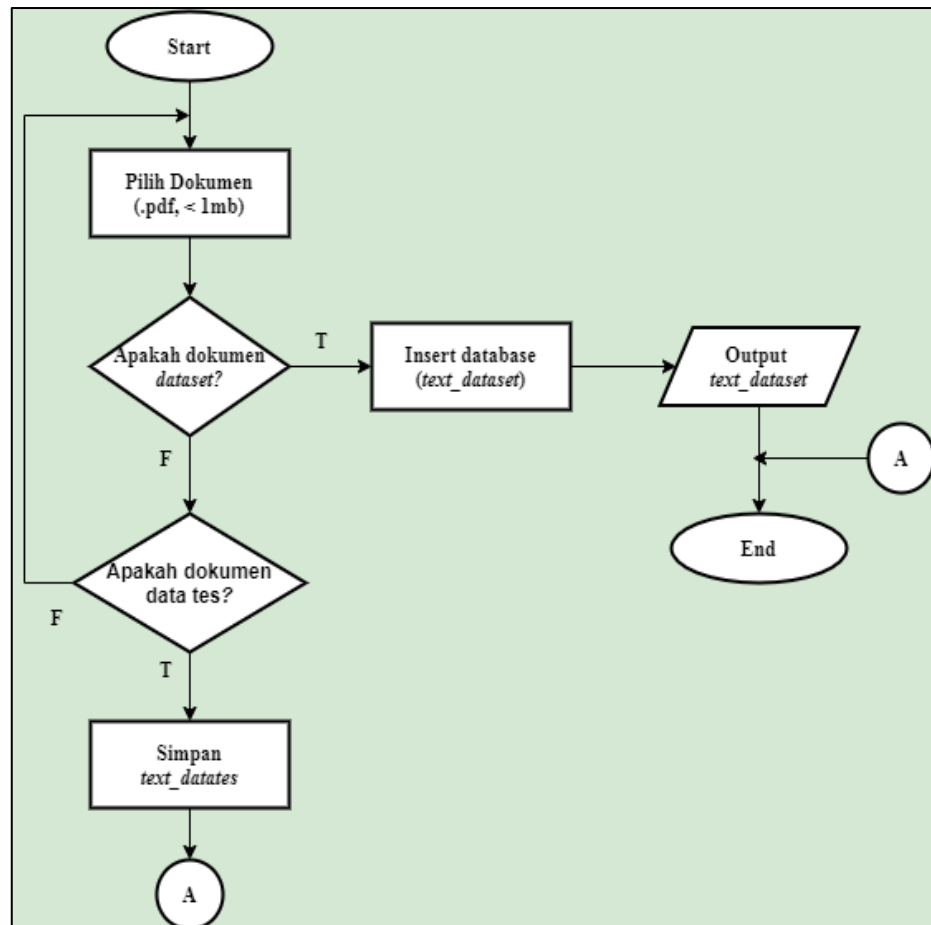 Start
Pilih Dokumen
(.pdf, < 1mb)
Apakah dokumen
dataset?
T
Insert database
(text_dataset)
Output
text_dataset
A
End
F
Apakah dokumen
data tes?
F
T
Simpan
text_datates
A